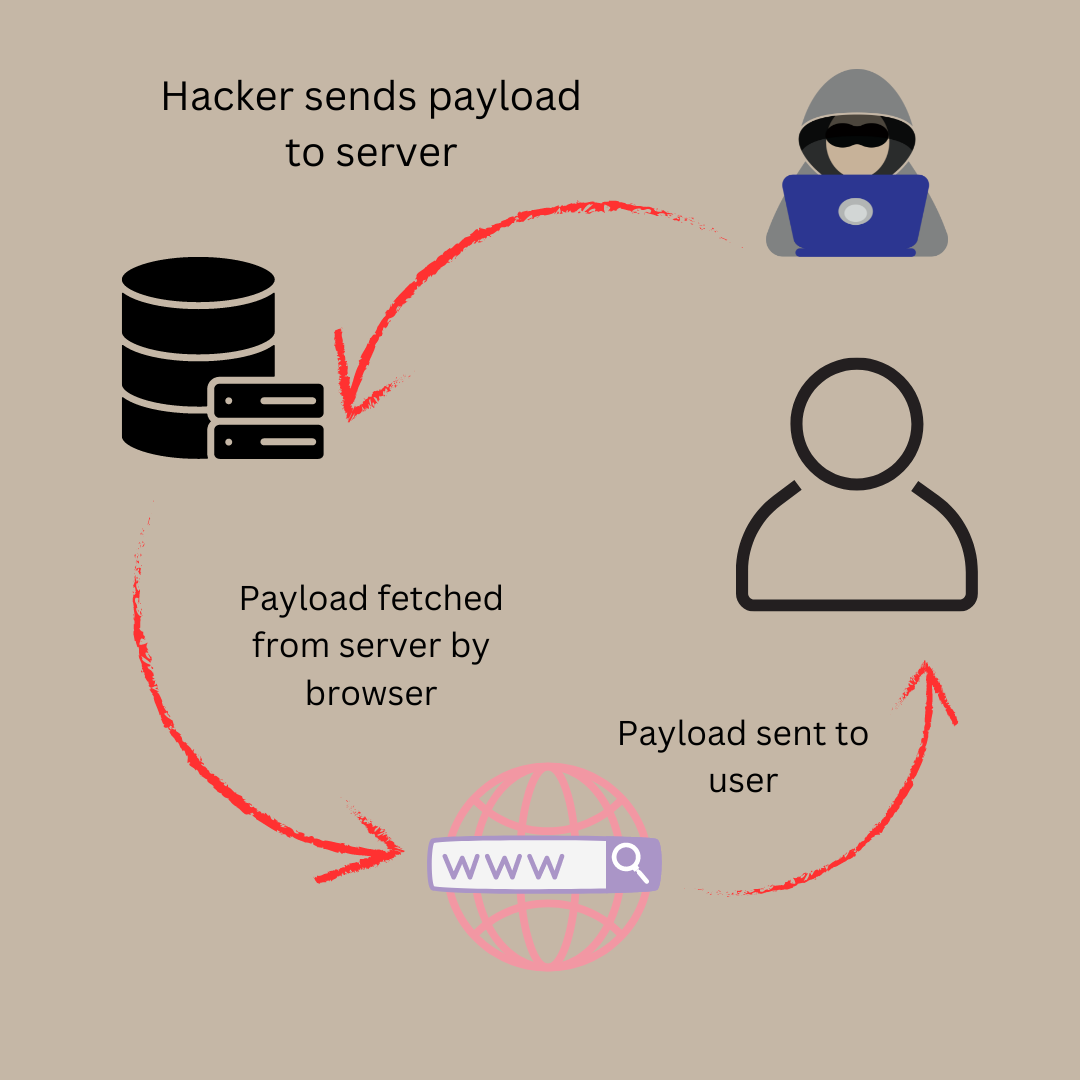 Hacker sends payload
to server
Payload fetched
from server by
browser
Payload sent to
user
www